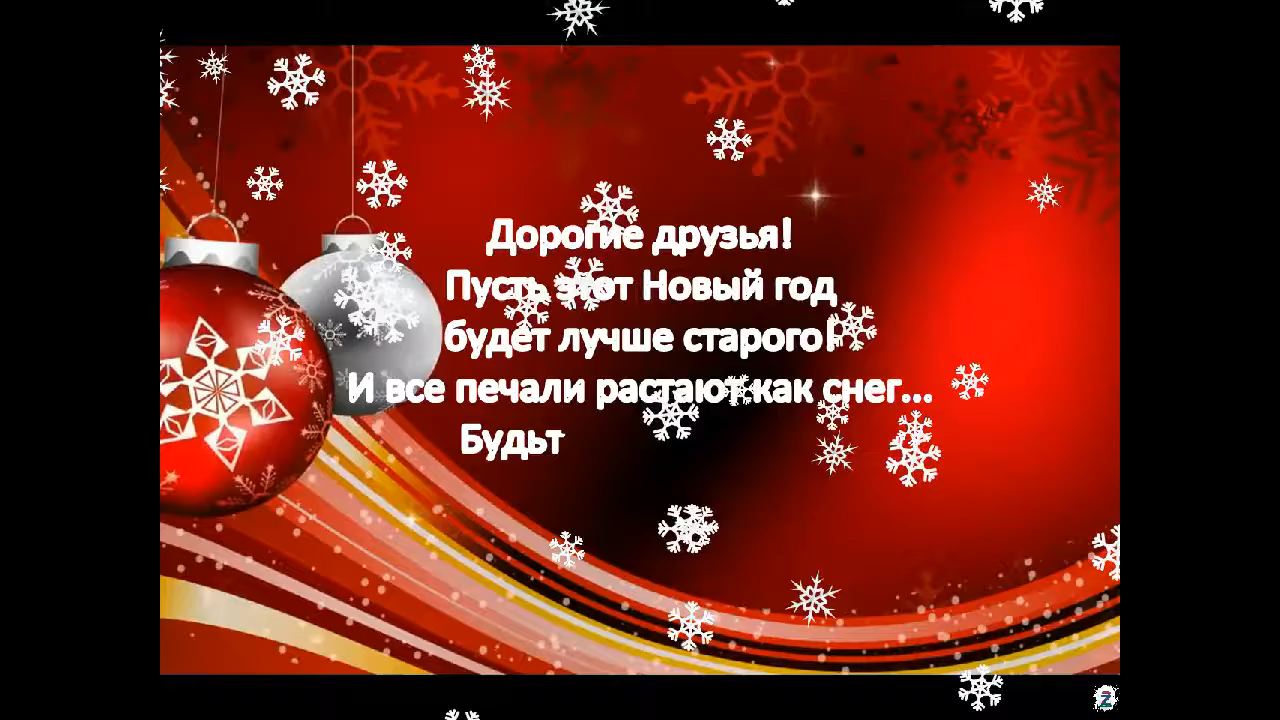 Дорогие друзья!
Пусть этот Новый год
будет лучше старого!
И все печали растают как снег...
Будьт